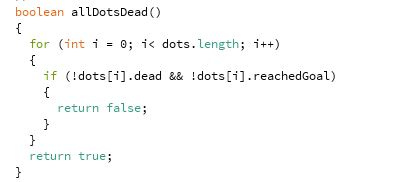 boolean allDotsDead()
{
  for (int i = 0; i< dots.length; i++)
  {
    if (!dots[i].dead && !dots[i].reachedGoal)
    {
      return false;
    }
  }
  return true;
}